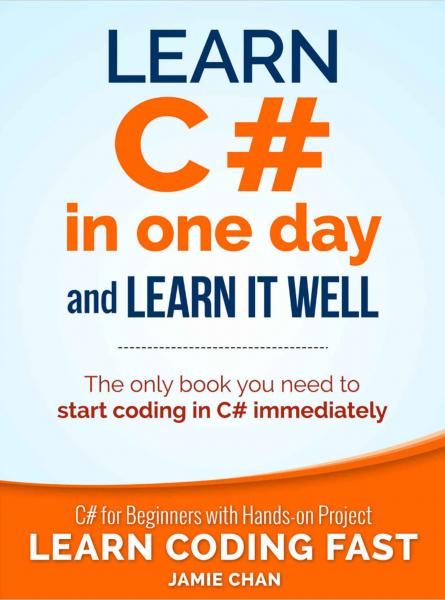 LEARN
C#
in one day
and LEARN IT WELL
The only book you need to
start coding in C# immediately
C# for Beginners with Hands-on Project
LEARN CODING FAST
JAMIE CHAN